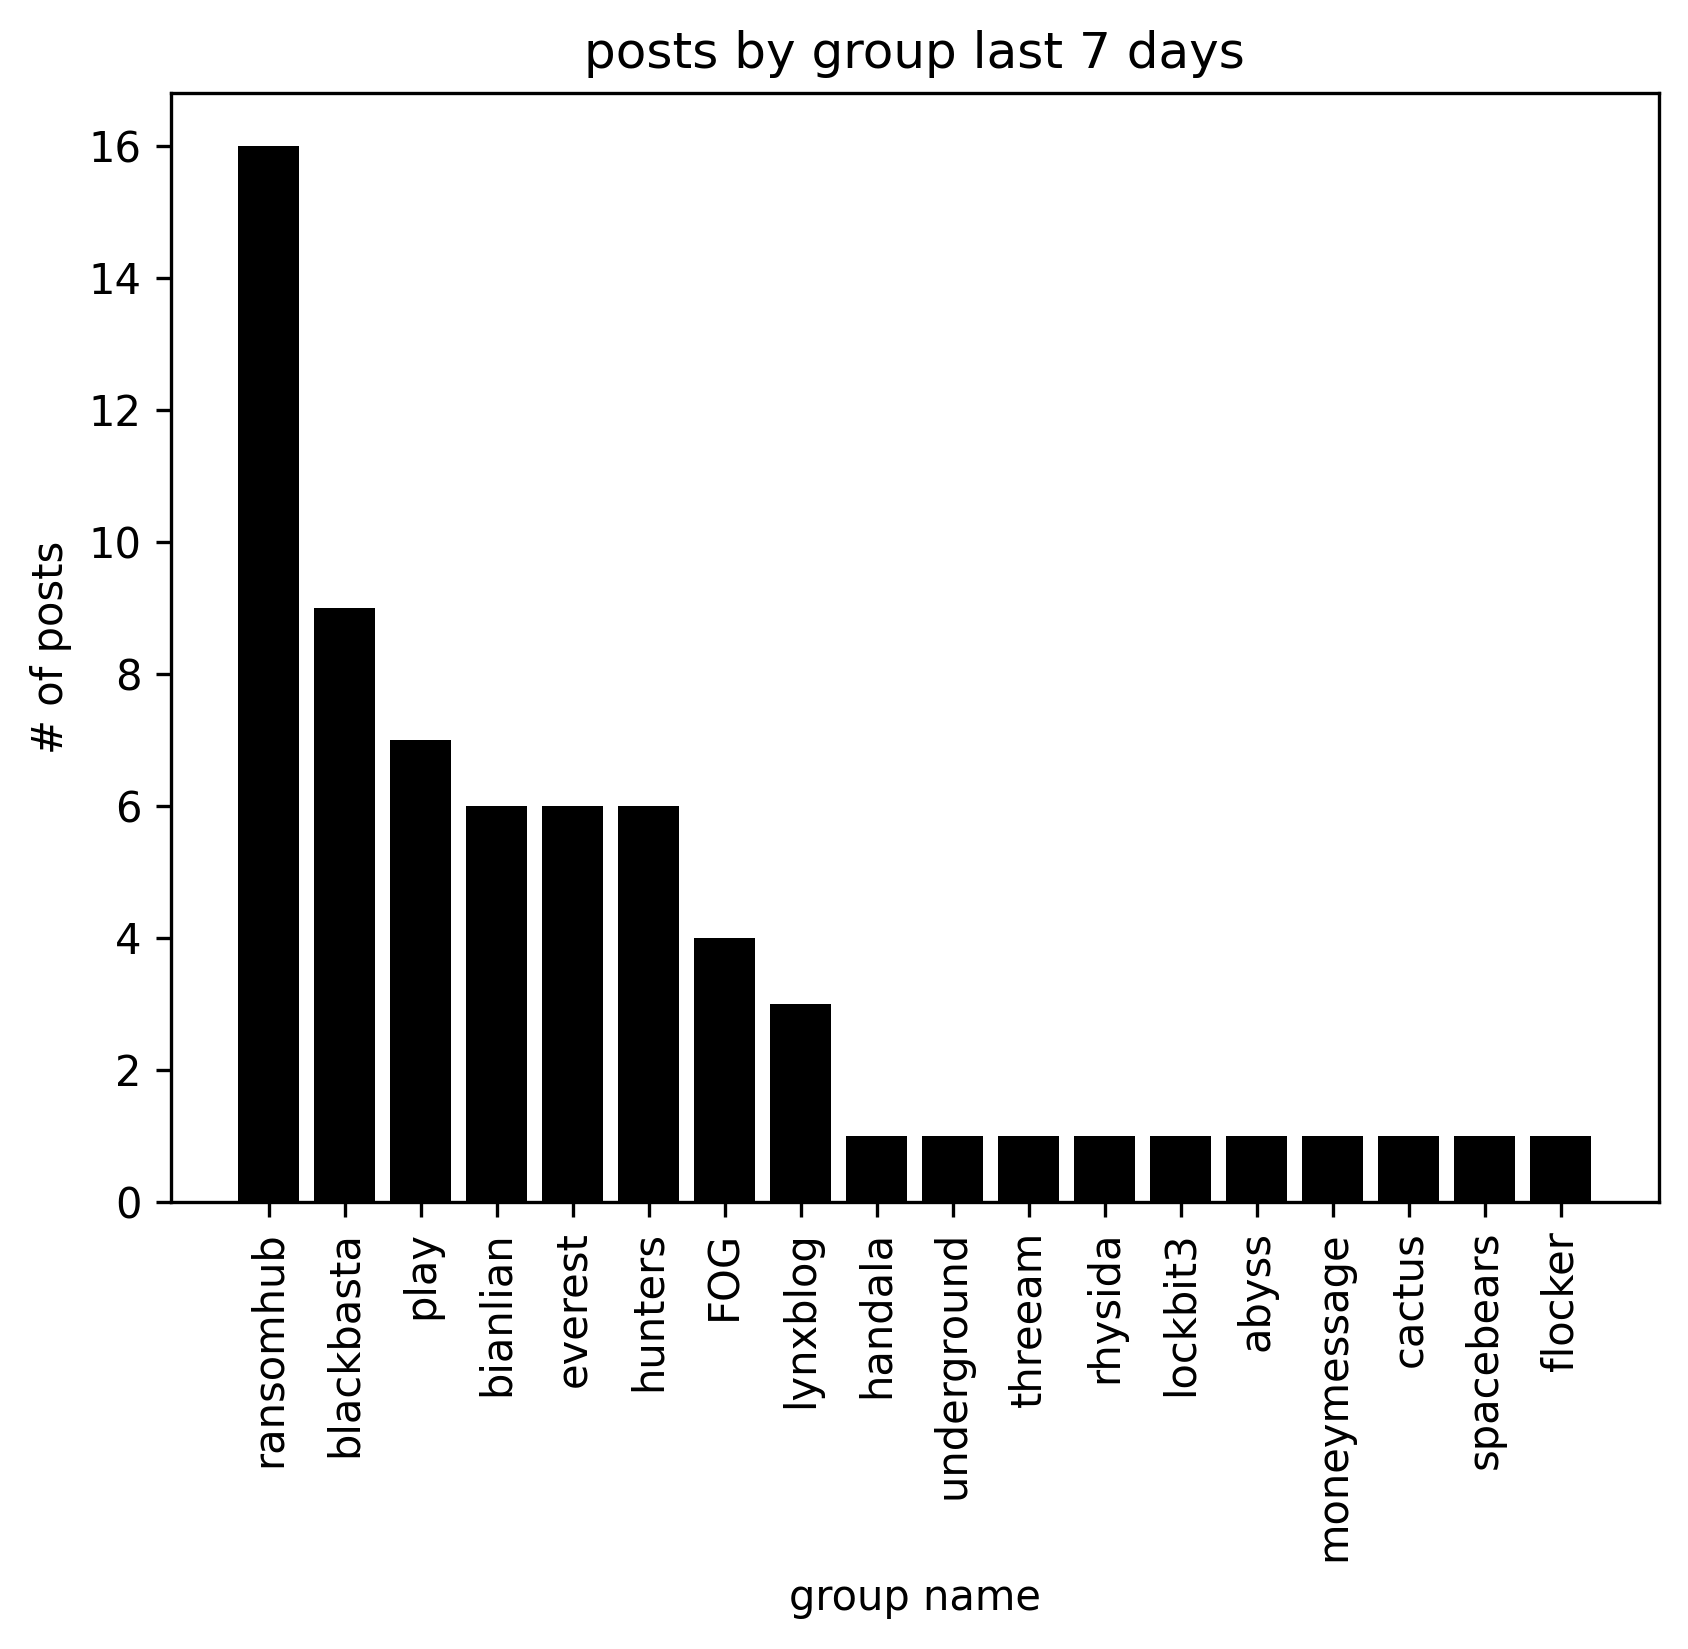 posts by group last 7 days
# of posts
16
14
12
10
8
6
4
2
0
ransomhub
blackbasta
play
bianlian
everest
hunters
FOG
lynxblog
handala
underground
threeam
rhysida
lockbit3
abyss
moneymessage
cactus
spacebears
flocker
group name